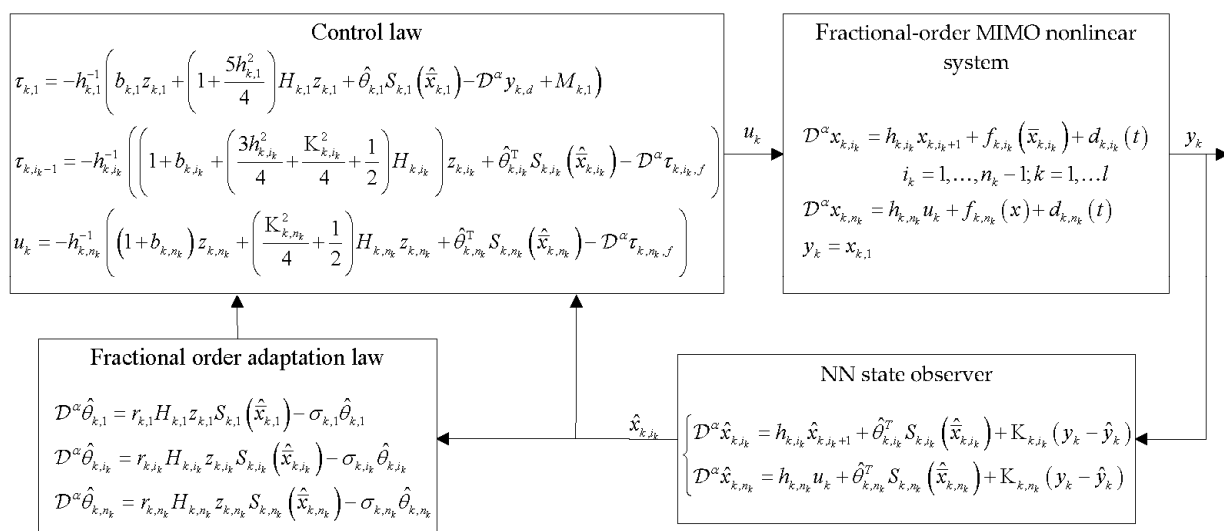 Control law
τ_{k,1} = −h_{k,1}^{−1} ( b_{k,1} z_{k,1} + ( 1 + 5h_{k,1}^{2}/4 ) H_{k,1} z_{k,1} + θ̂_{k,1} S_{k,1} ( x̄̂_{k,1} ) − 𝒟^α y_{k,d} + M_{k,1} )
τ_{k,i_k−1} = −h_{k,i_k}^{−1} ( ( 1 + b_{k,i_k} + ( 3h_{k,i_k}^{2}/4 + K_{k,i_k}^{2}/4 + 1/2 ) H_{k,i_k} ) z_{k,i_k} + θ̂_{k,i_k}^{T} S_{k,i_k} ( x̄̂_{k,i_k} ) − 𝒟^α τ_{k,i_k,f} )
u_k = −h_{k,n_k}^{−1} ( ( 1 + b_{k,n_k} ) z_{k,n_k} + ( K_{k,n_k}^{2}/4 + 1/2 ) H_{k,n_k} z_{k,n_k} + θ̂_{k,n_k}^{T} S_{k,n_k} ( x̄̂_{k,n_k} ) − 𝒟^α τ_{k,n_k,f} )
u_k
Fractional-order MIMO nonlinear
system
𝒟^α x_{k,i_k} = h_{k,i_k} x_{k,i_k+1} + f_{k,i_k} ( x̄_{k,i_k} ) + d_{k,i_k} (t)
i_k = 1,…,n_k − 1; k = 1,…l
𝒟^α x_{k,n_k} = h_{k,n_k} u_k + f_{k,n_k} (x) + d_{k,n_k} (t)
y_k = x_{k,1}
y_k
Fractional order adaptation law
𝒟^α θ̂_{k,1} = r_{k,1} H_{k,1} z_{k,1} S_{k,1} ( x̄̂_{k,1} ) − σ_{k,1} θ̂_{k,1}
𝒟^α θ̂_{k,i_k} = r_{k,i_k} H_{k,i_k} z_{k,i_k} S_{k,i_k} ( x̄̂_{k,i_k} ) − σ_{k,i_k} θ̂_{k,i_k}
𝒟^α θ̂_{k,n_k} = r_{k,n_k} H_{k,n_k} z_{k,n_k} S_{k,n_k} ( x̄̂_{k,n_k} ) − σ_{k,n_k} θ̂_{k,n_k}
x̂_{k,i_k}
NN state observer
𝒟^α x̂_{k,i_k} = h_{k,i_k} x̂_{k,i_k+1} + θ̂_{k,i_k}^{T} S_{k,i_k} ( x̄̂_{k,i_k} ) + K_{k,i_k} ( y_k − ŷ_k )
𝒟^α x̂_{k,n_k} = h_{k,n_k} u_k + θ̂_{k,n_k}^{T} S_{k,n_k} ( x̄̂_{k,n_k} ) + K_{k,n_k} ( y_k − ŷ_k )